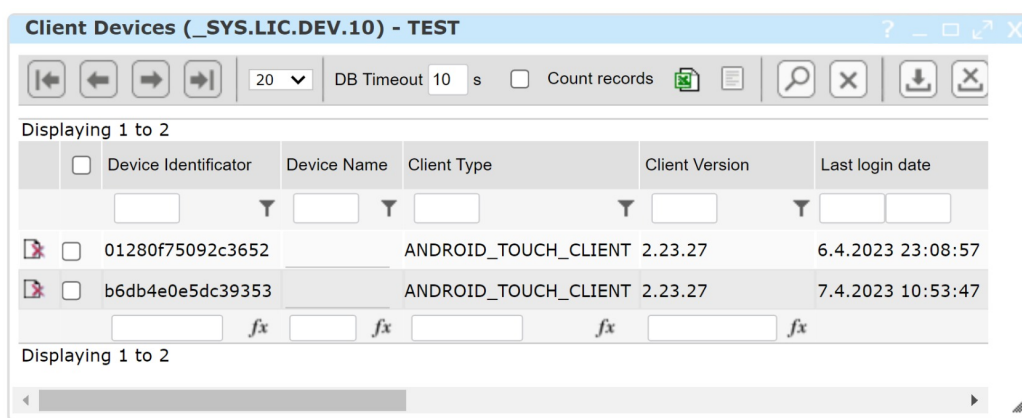 Client Devices (_SYS.LIC.DEV.10) - TEST
20 DB Timeout 10 s Count records
Displaying 1 to 2
Device Identificator Device Name Client Type Client Version Last login date
01280f75092c3652 ANDROID_TOUCH_CLIENT 2.23.27 6.4.2023 23:08:57
b6db4e0e5dc39353 ANDROID_TOUCH_CLIENT 2.23.27 7.4.2023 10:53:47
fx fx fx fx
Displaying 1 to 2